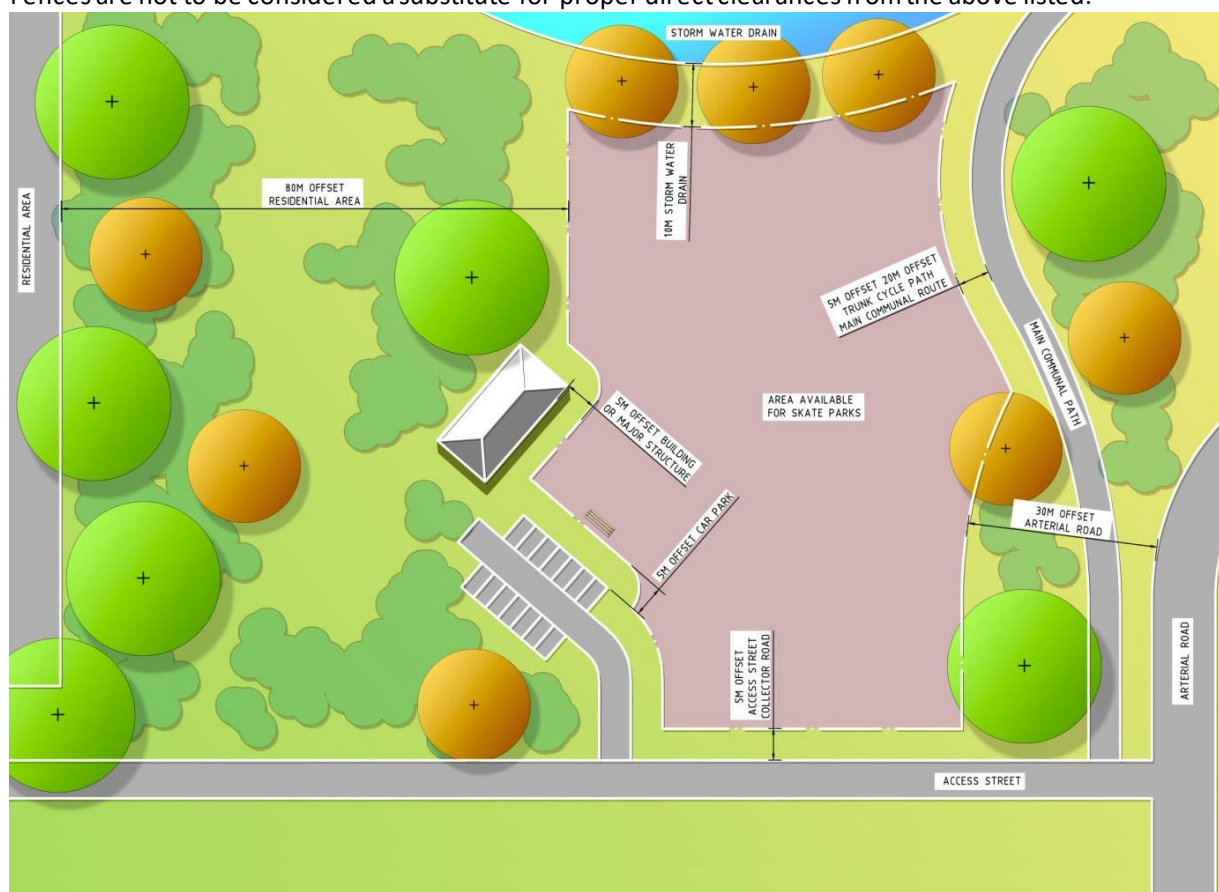 Fences are not to be considered a substitute for proper direct clearances from the above listed.
STORM WATER DRAIN
80M OFFSET
RESIDENTIAL AREA
RESIDENTIAL AREA
10M STORM WATER
DRAIN
5M OFFSET 20M OFFSET
TRUNK CYCLE PATH
MAIN COMMUNAL ROUTE
MAIN COMMUNAL PATH
AREA AVAILABLE
FOR SKATE PARKS
5M OFFSET BUILDING
OR MAJOR STRUCTURE
5M OFFSET CAR PARK
30M OFFSET
ARTERIAL ROAD
5M OFFSET
ACCESS STREET
COLLECTOR ROAD
ARTERIAL ROAD
ACCESS STREET